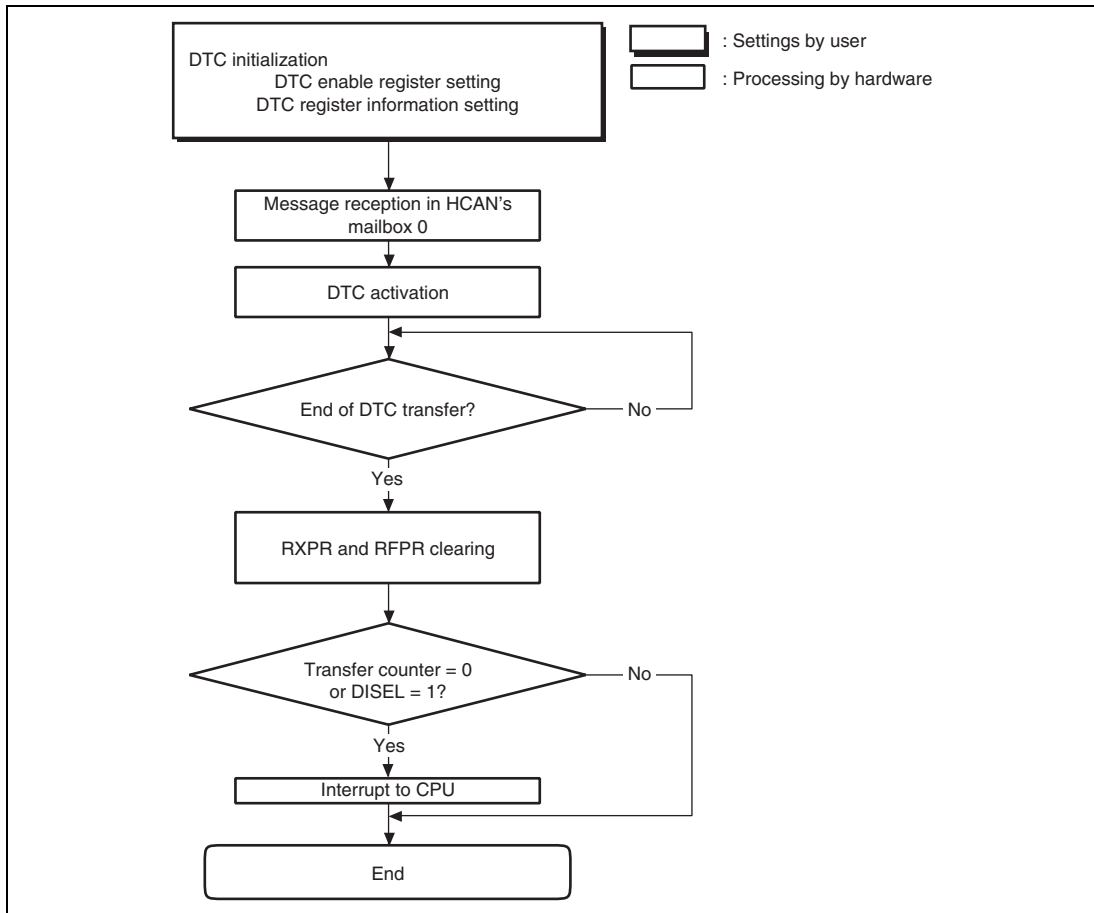 DTC initialization
DTC enable register setting
DTC register information setting
: Settings by user
: Processing by hardware
Message reception in HCAN's
mailbox 0
DTC activation
End of DTC transfer?
No
Yes
RXPR and RFPR clearing
Transfer counter = 0
or DISEL = 1?
No
Yes
Interrupt to CPU
End